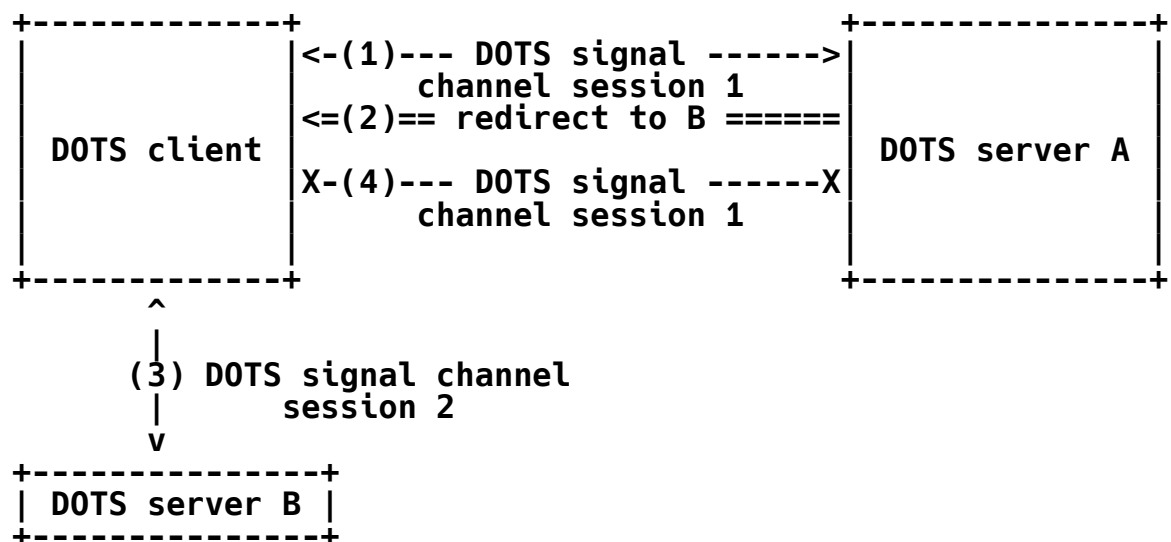 +-------------+                            +---------------+
|             |<-(1)--- DOTS signal ------>|               |
|             |      channel session 1     |               |
|             |<=(2)== redirect to B ======|               |
| DOTS client |                            | DOTS server A |
|             |X-(4)--- DOTS signal ------X|               |
|             |      channel session 1     |               |
|             |                            |               |
+-------------+                            +---------------+
       ^
       |
      (3) DOTS signal channel
       |      session 2
       v
+---------------+
| DOTS server B |
+---------------+